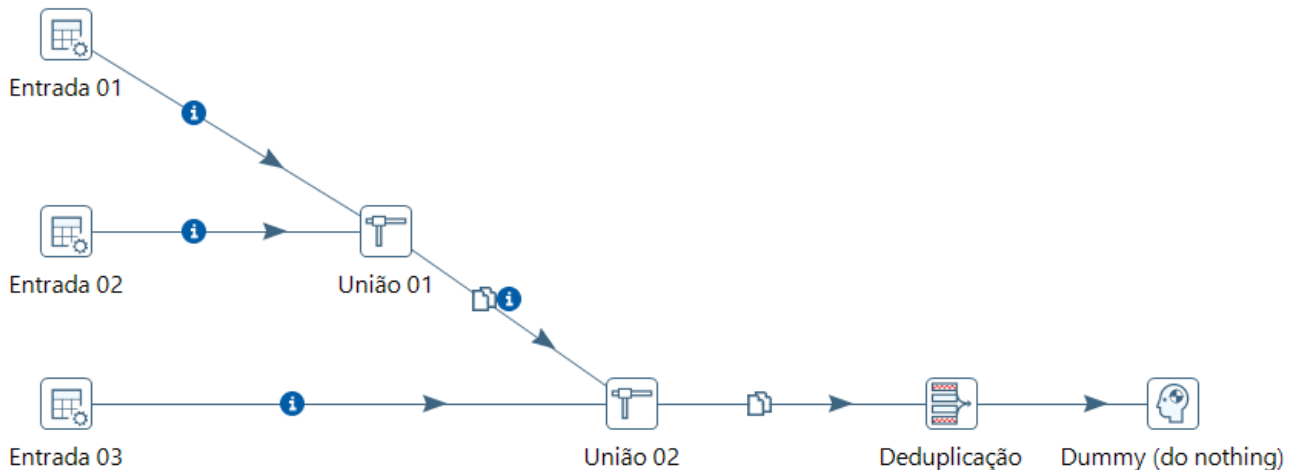 Entrada 01
Entrada 02
União 01
Entrada 03
União 02
Deduplicação
Dummy (do nothing)